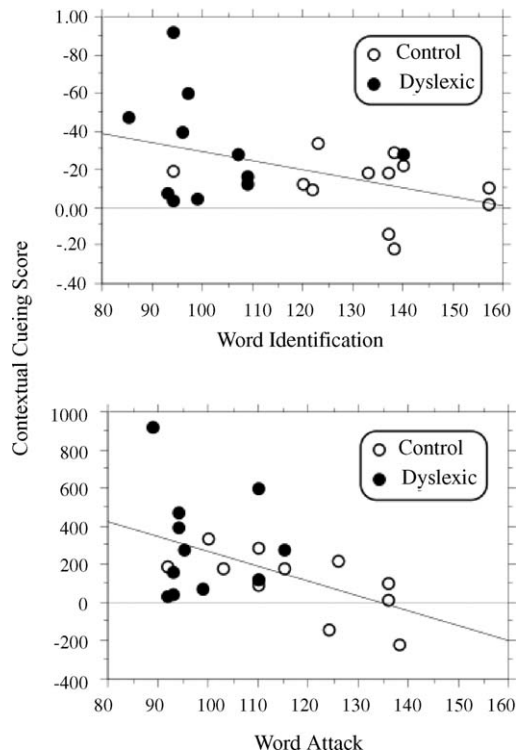 1.00
-80
-60
-40
-20
0.00
-.20
-.40
Control
Dyslexic
80 90 100 110 120 130 140 150 160
Word Identification
Contextual Cueing Score
1000
800
600
400
200
0
-200
-400
Control
Dyslexic
80 90 100 110 120 130 140 150 160
Word Attack